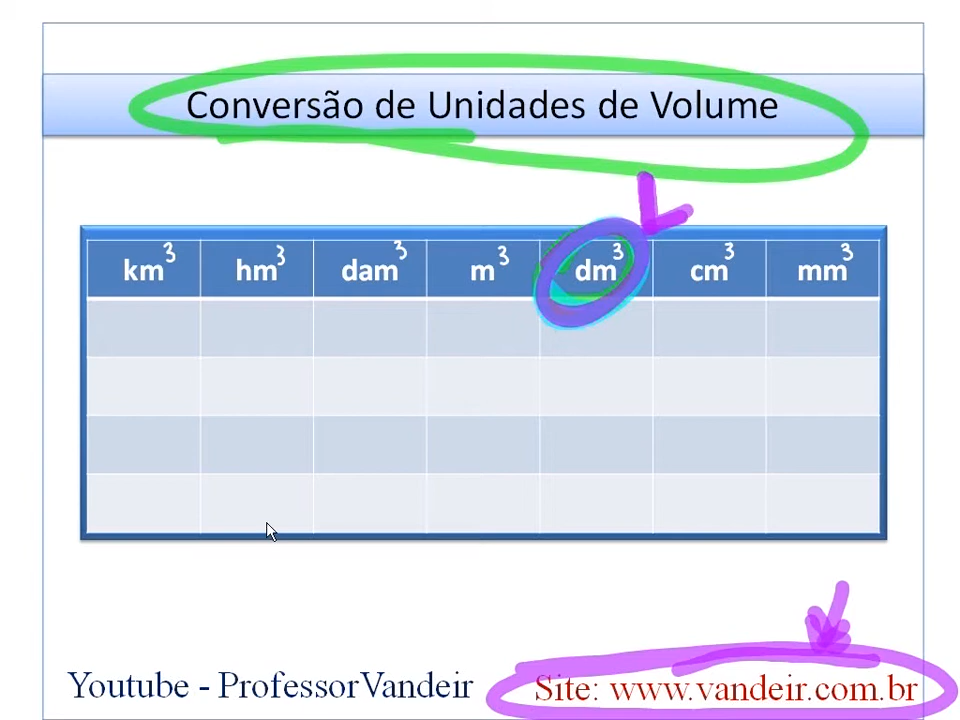 Conversão de Unidades de Volume
km³ hm³ dam³ m³ dm³ cm³ mm³
Youtube - ProfessorVandeir
Site: www.vandeir.com.br